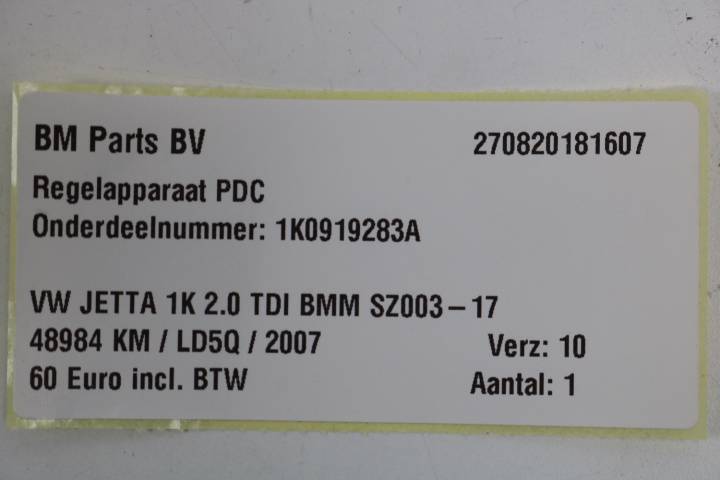 BM Parts BV 270820181607
Regelapparaat PDC
Onderdeelnummer: 1K0919283A
VW JETTA 1K 2.0 TDI BMM SZ003-17
48984 KM / LD5Q / 2007 Verz: 10
60 Euro incl. BTW Aantal: 1